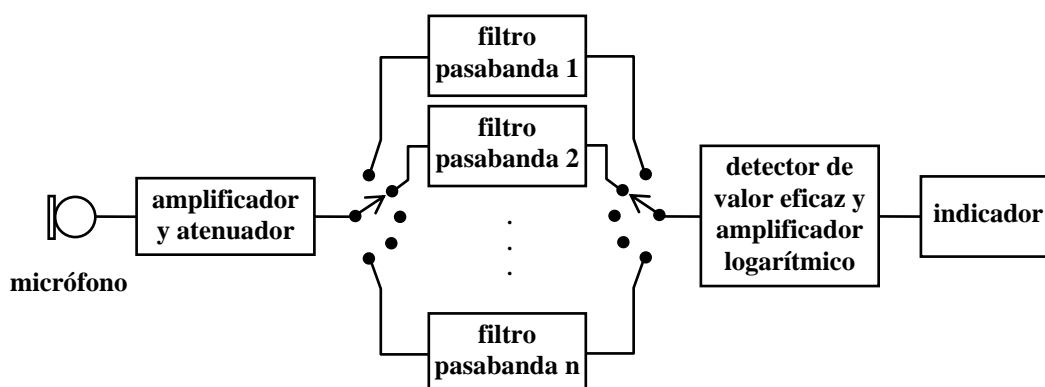 filtro
pasabanda 1
filtro
pasabanda 2
micrófono
amplificador
y atenuador
detector de
valor eficaz y
amplificador
logarítmico
indicador
filtro
pasabanda n